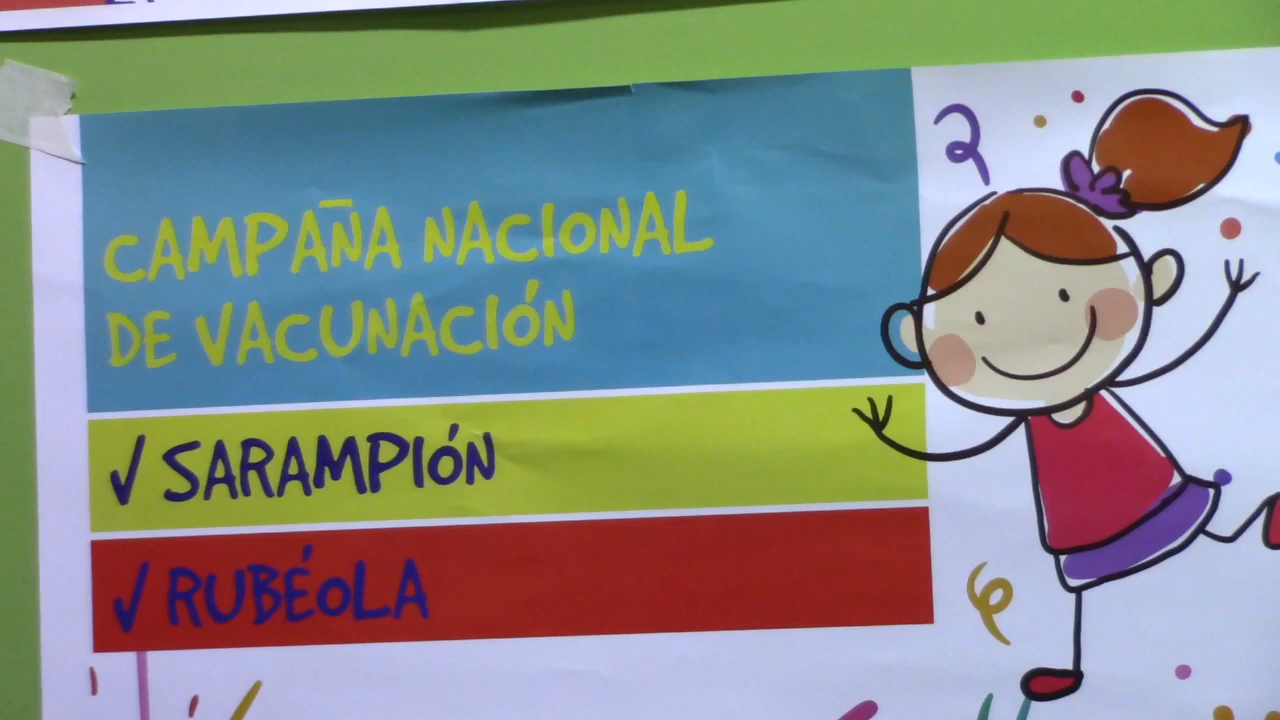 CAMPAÑA NACIONAL
DE VACUNACIÓN
√ SARAMPIÓN
√ RUBÉOLA